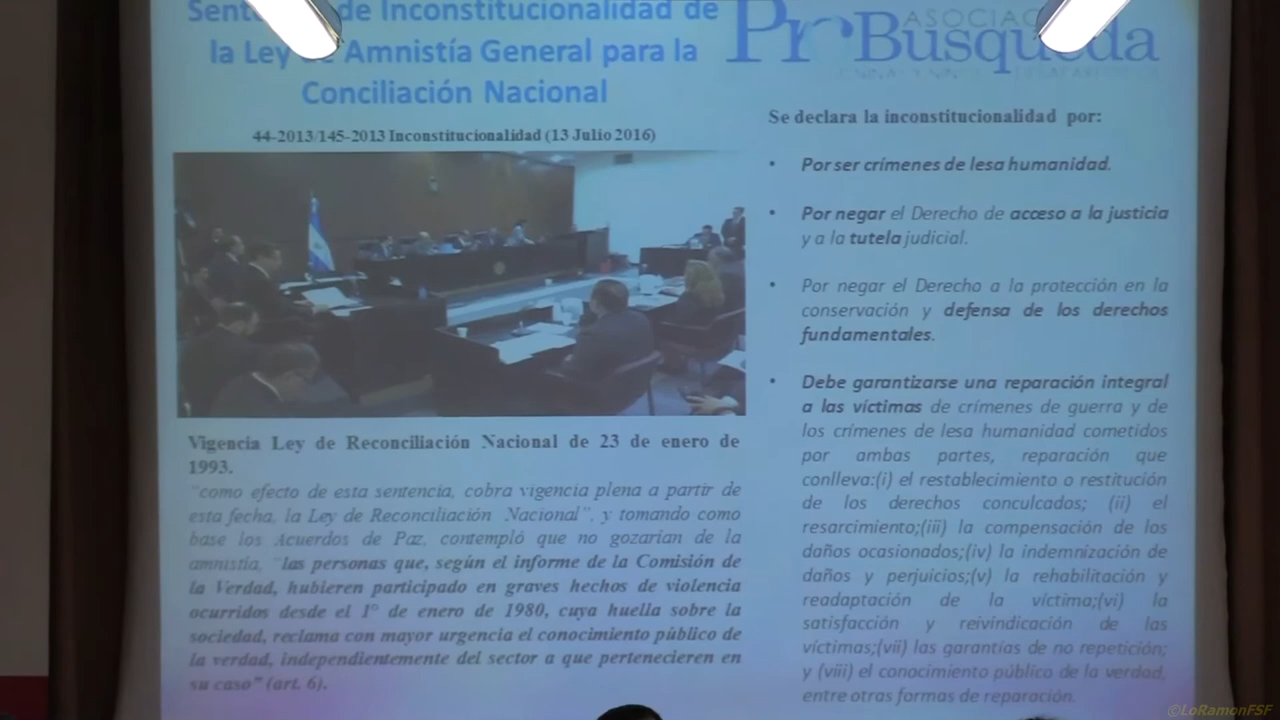 de Inconstitucionalidad de
la Ley Amnistía General para la
Conciliación Nacional
44-2013/145-2013 Inconstitucionalidad (13 Julio 2016)
Vigencia Ley de Reconciliación Nacional de 23 de enero de
1993.
"como efecto de esta sentencia, cobra vigencia plena a partir de
esta fecha, la Ley de Reconciliación Nacional", y tomando como
base los Acuerdos de Paz, contempló que no gozarían de la
amnistía, "las personas que, según el informe de la Comisión de
la Verdad, hubieren participado en graves hechos de violencia
ocurridos desde el 1° de enero de 1980, cuya huella sobre la
sociedad, reclama con mayor urgencia el conocimiento público de
la verdad, independientemente del sector a que pertenecieren en
su caso" (art. 6).
Pro Búsqueda
Se declara la inconstitucionalidad por:
• Por ser crímenes de lesa humanidad.
• Por negar el Derecho de acceso a la justicia
y a la tutela judicial.
• Por negar el Derecho a la protección en la
conservación y defensa de los derechos
fundamentales.
• Debe garantizarse una reparación integral
a las víctimas de crímenes de guerra y de
los crímenes de lesa humanidad cometidos
por ambas partes, reparación que
conlleva:(i) el restablecimiento o restitución
de los derechos conculcados; (ii) el
resarcimiento;(iii) la compensación de los
daños ocasionados;(iv) la indemnización de
daños y perjuicios;(v) la rehabilitación y
readaptación de la víctima;(vi) la
satisfacción y reivindicación de las
víctimas;(vii) las garantías de no repetición;
y (viii) el conocimiento público de la verdad,
entre otras formas de reparación.
©LoRamonFSF